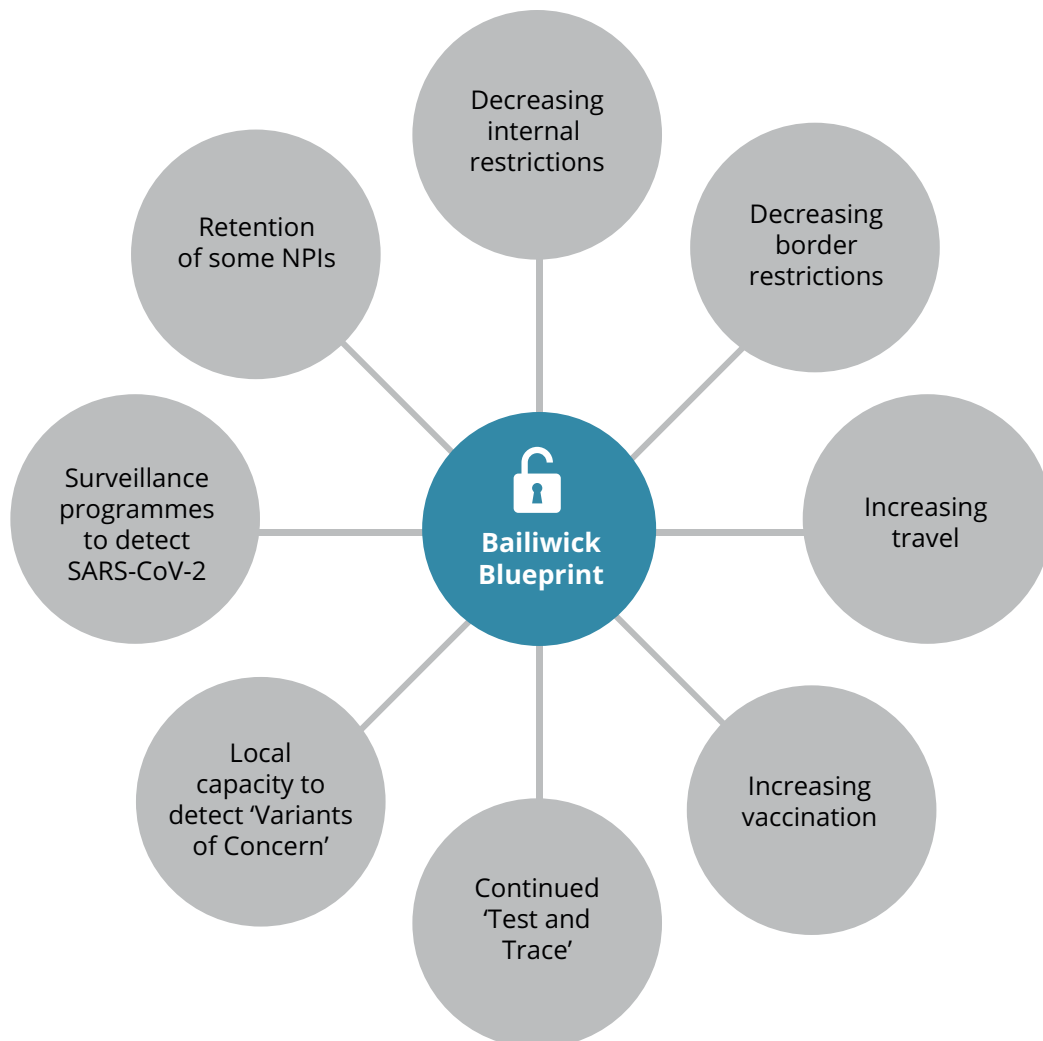 Decreasing
internal
restrictions
Decreasing
border
restrictions
Increasing
travel
Increasing
vaccination
Continued
‘Test and
Trace’
Local
capacity to
detect ‘Variants
of Concern’
Surveillance
programmes
to detect
SARS-CoV-2
Retention
of some NPIs
Bailiwick
Blueprint